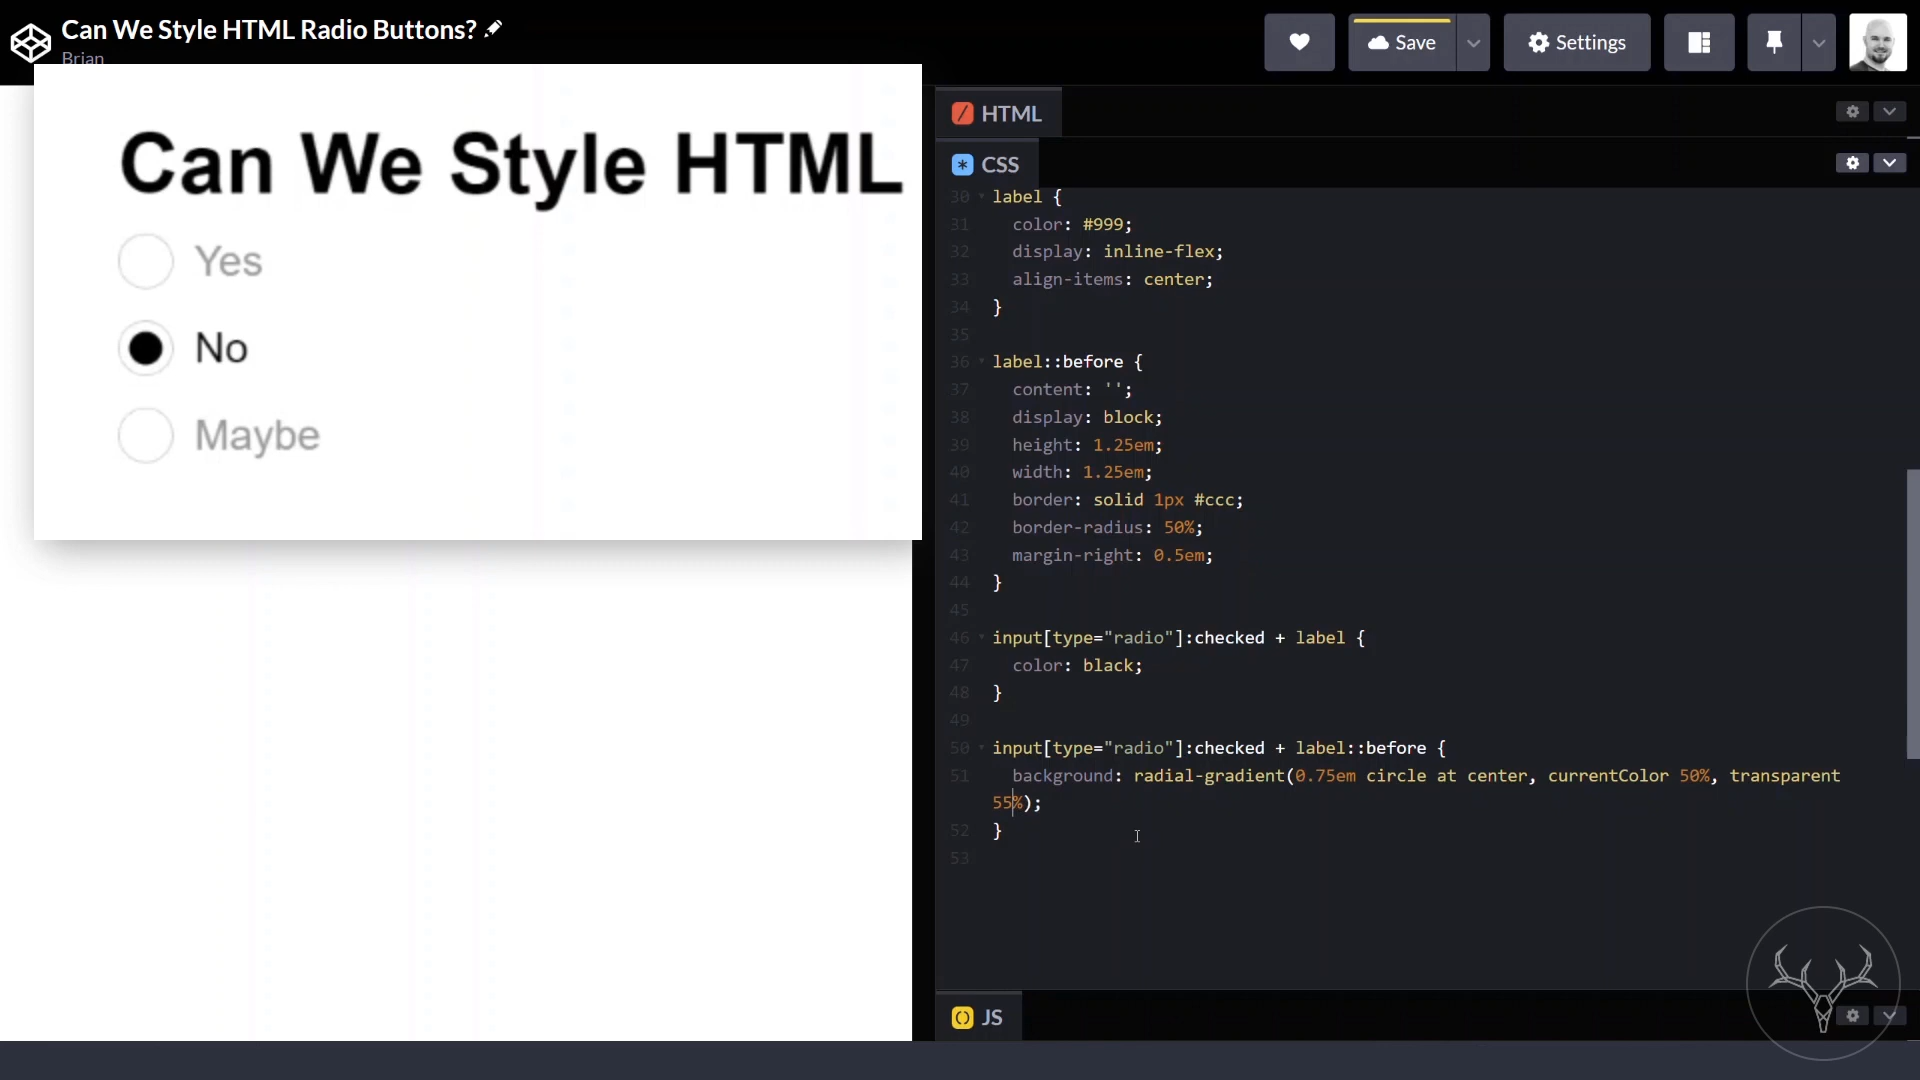 Can We Style HTML Radio Buttons?
Brian
Save
Settings
Can We Style HTML
Yes
No
Maybe
HTML
CSS
30 label {
31 color: #999;
32 display: inline-flex;
33 align-items: center;
34 }
35
36 label::before {
37 content: '';
38 display: block;
39 height: 1.25em;
40 width: 1.25em;
41 border: solid 1px #ccc;
42 border-radius: 50%;
43 margin-right: 0.5em;
44 }
45
46 input[type="radio"]:checked + label {
47 color: black;
48 }
49
50 input[type="radio"]:checked + label::before {
51 background: radial-gradient(0.75em circle at center, currentColor 50%, transparent
55%);
52 }
53
JS